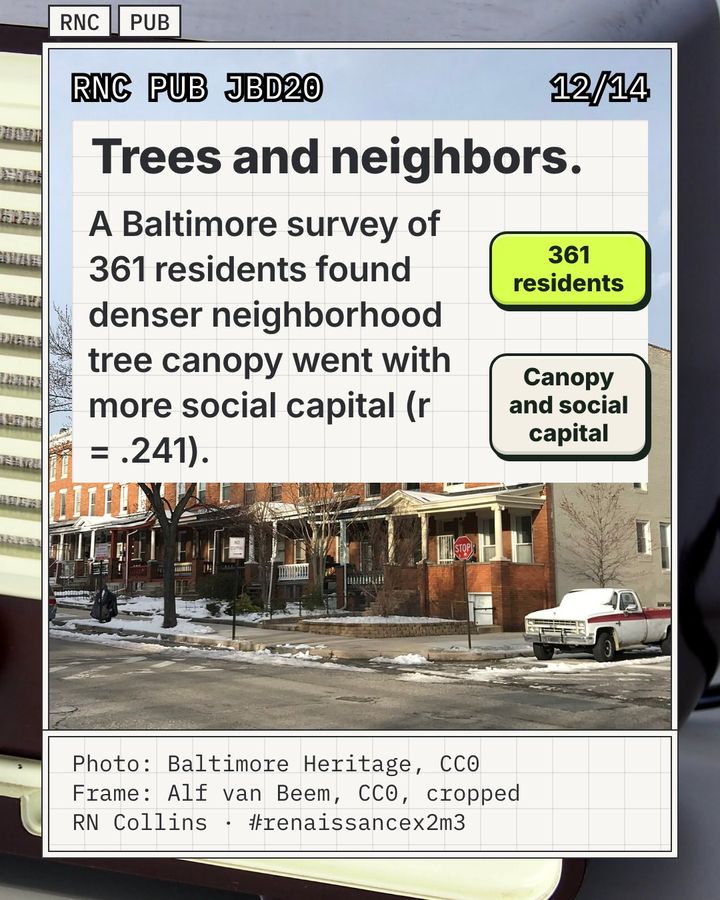 RNC PUB
RNC PUB JBD20 12/14
Trees and neighbors.
A Baltimore survey of
361 residents found
denser neighborhood
tree canopy went with
more social capital (r
= .241).
361
residents
Canopy
and social
capital
STOP
Photo: Baltimore Heritage, CC0
Frame: Alf van Beem, CC0, cropped
RN Collins · #renaissancex2m3